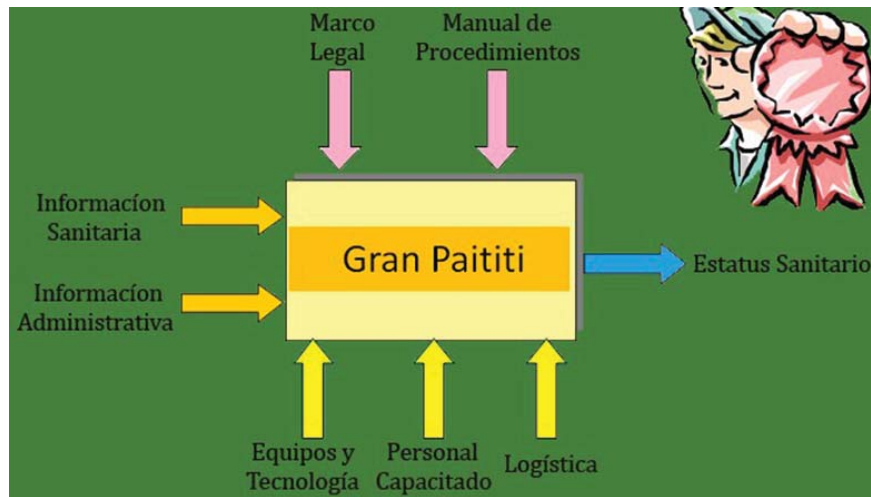 Marco
Legal
Manual de
Procedimientos
Informacíon
Sanitaria
Gran Paititi
Estatus Sanitario
Informacíon
Administrativa
Equipos y
Tecnología
Personal
Capacitado
Logística